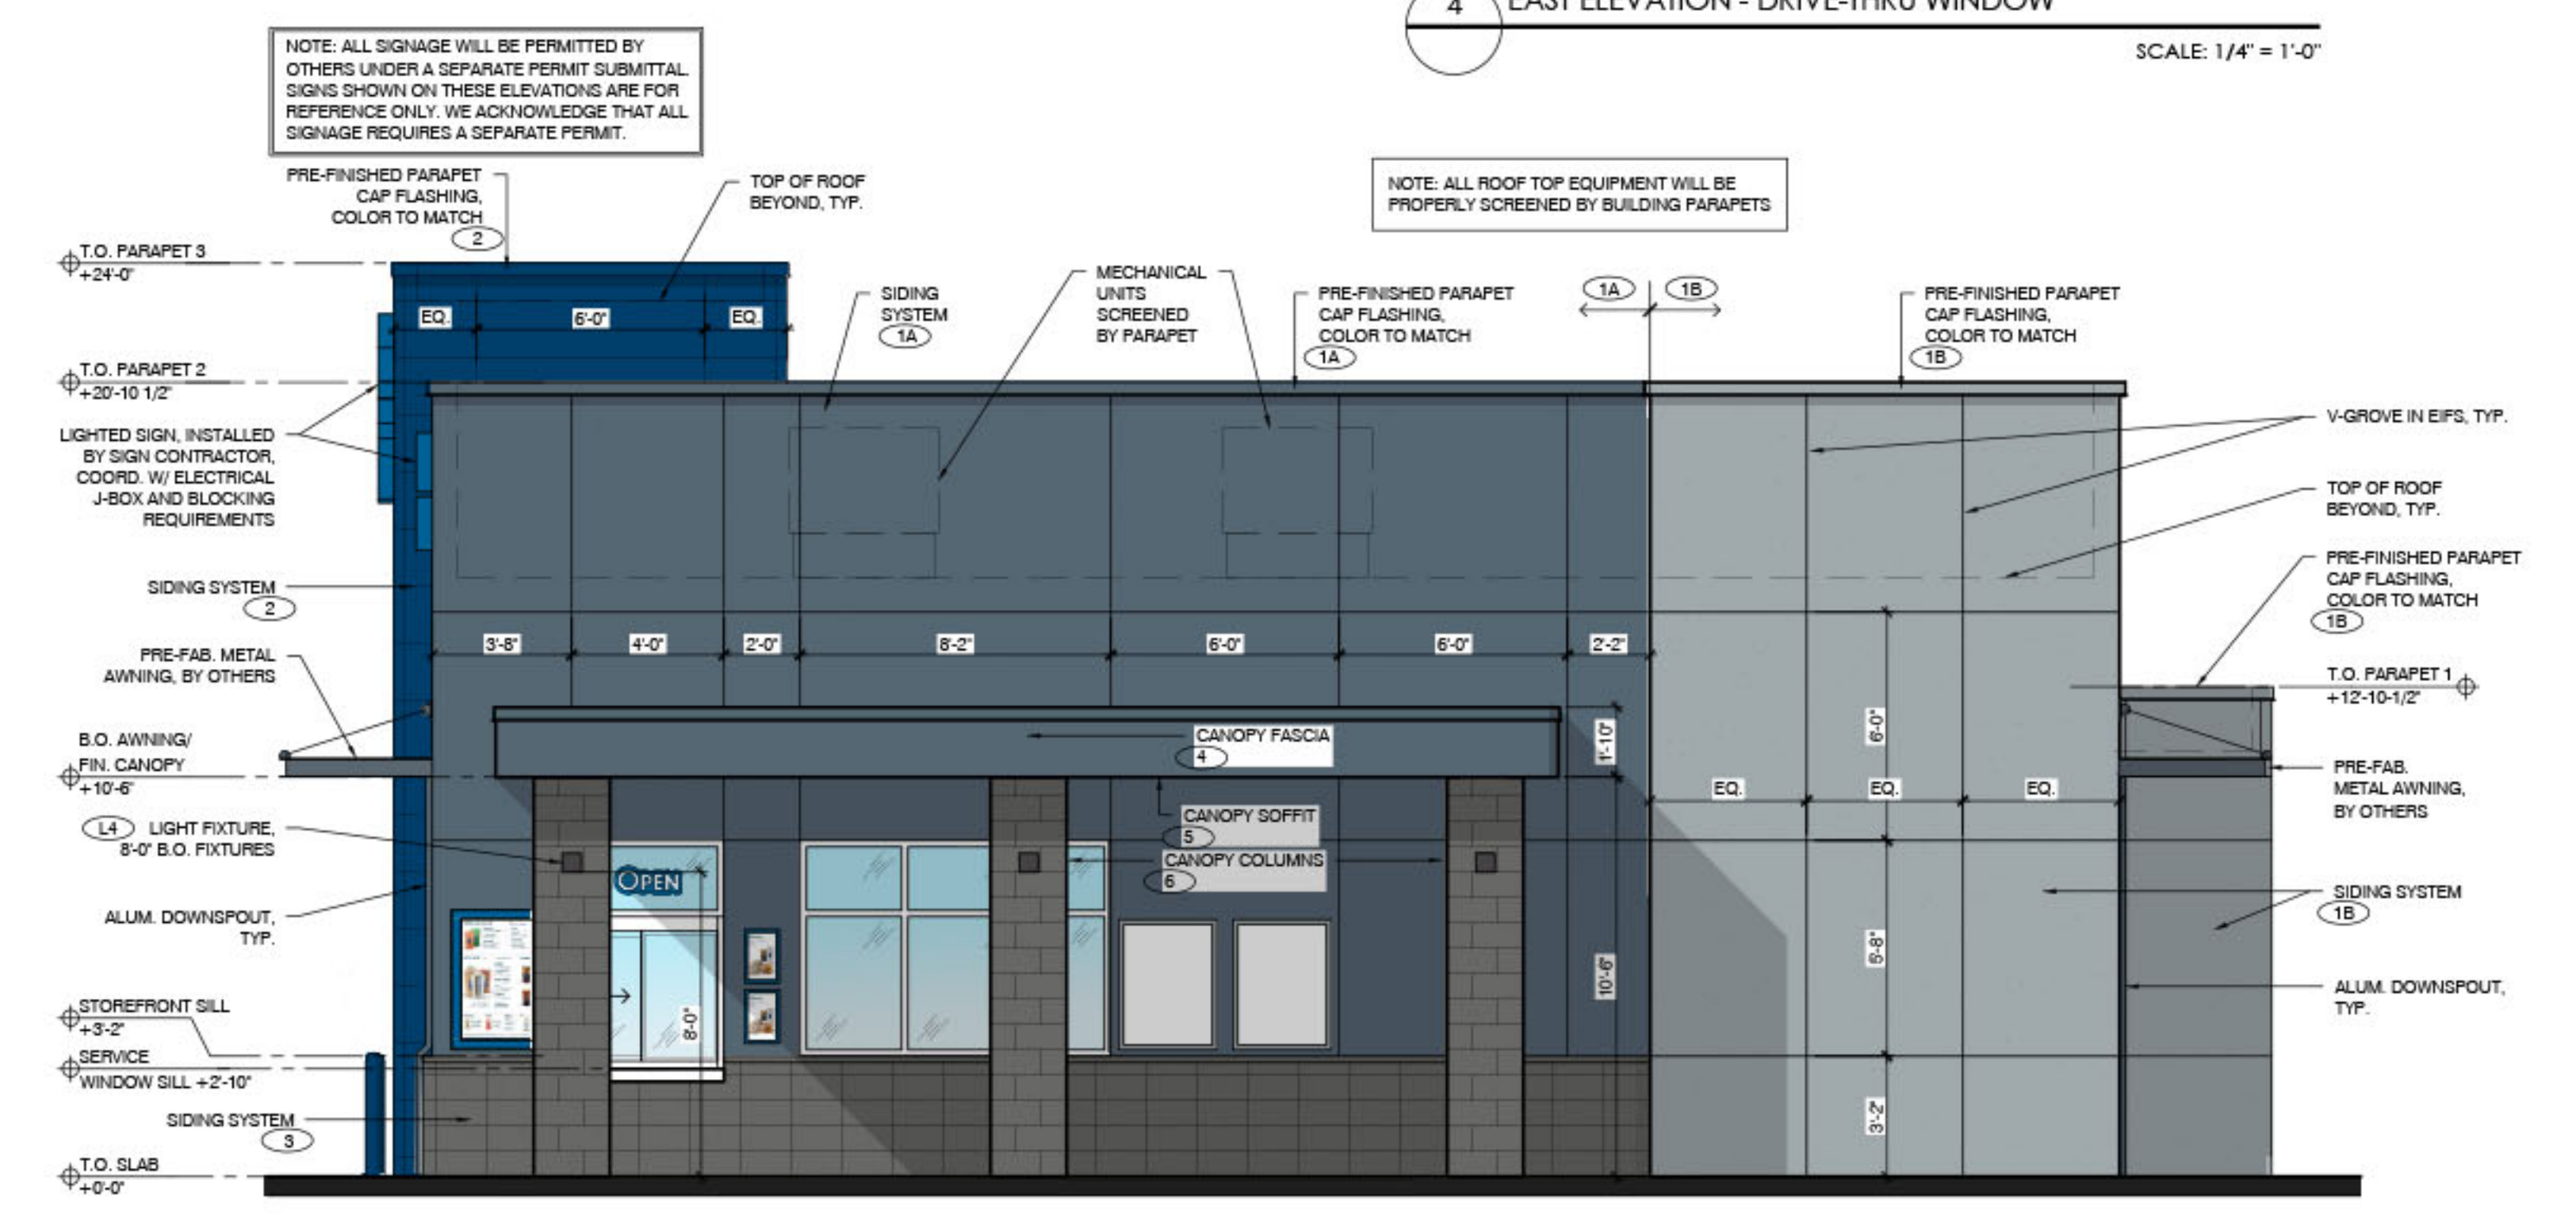 4 EAST ELEVATION - DRIVE-THRU WINDOW
SCALE: 1/4" = 1'-0"
NOTE: ALL SIGNAGE WILL BE PERMITTED BY
OTHERS UNDER A SEPARATE PERMIT SUBMITTAL.
SIGNS SHOWN ON THESE ELEVATIONS ARE FOR
REFERENCE ONLY. WE ACKNOWLEDGE THAT ALL
SIGNAGE REQUIRES A SEPARATE PERMIT.
NOTE: ALL ROOF TOP EQUIPMENT WILL BE
PROPERLY SCREENED BY BUILDING PARAPETS
PRE-FINISHED PARAPET
CAP FLASHING,
COLOR TO MATCH
2
TOP OF ROOF
BEYOND, TYP.
T.O. PARAPET 3
+24'-0"
SIDING
SYSTEM
1A
MECHANICAL
UNITS
SCREENED
BY PARAPET
PRE-FINISHED PARAPET
CAP FLASHING,
COLOR TO MATCH
1A
1A
1B
PRE-FINISHED PARAPET
CAP FLASHING,
COLOR TO MATCH
1B
EQ.
6'-0"
EQ.
T.O. PARAPET 2
+20'-10 1/2"
LIGHTED SIGN, INSTALLED
BY SIGN CONTRACTOR,
COORD. W/ ELECTRICAL
J-BOX AND BLOCKING
REQUIREMENTS
V-GROVE IN EIFS, TYP.
TOP OF ROOF
BEYOND, TYP.
PRE-FINISHED PARAPET
CAP FLASHING,
COLOR TO MATCH
1B
SIDING SYSTEM
2
3'-8"
4'-0"
2'-0"
8'-2"
6'-0"
6'-0"
2'-2"
PRE-FAB. METAL
AWNING, BY OTHERS
T.O. PARAPET 1
+12'-10-1/2"
B.O. AWNING/
FIN. CANOPY
+10'-6"
CANOPY FASCIA
4
1'-10"
6'-0"
EQ.
EQ.
EQ.
PRE-FAB.
METAL AWNING,
BY OTHERS
CANOPY SOFFIT
5
CANOPY COLUMNS
6
L4 LIGHT FIXTURE,
8'-0" B.O. FIXTURES
OPEN
SIDING SYSTEM
1B
ALUM. DOWNSPOUT,
TYP.
10'-6"
6'-8"
8'-0"
ALUM. DOWNSPOUT,
TYP.
STOREFRONT SILL
+3'-2"
SERVICE
WINDOW SILL +2'-10"
SIDING SYSTEM
3
3'-2"
T.O. SLAB
+0'-0"